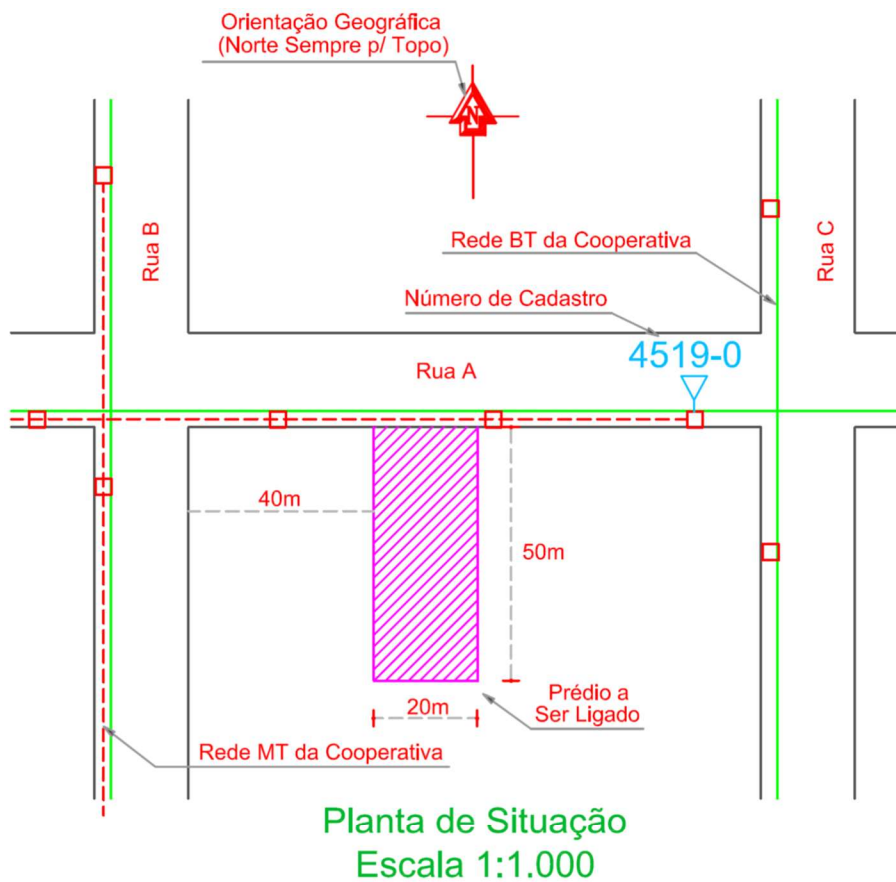 Orientação Geográfica
(Norte Sempre p/ Topo)
N
Rua B
Rua C
Rede BT da Cooperativa
Número de Cadastro
4519-0
Rua A
40m
50m
20m
Prédio a
Ser Ligado
Rede MT da Cooperativa
Planta de Situação
Escala 1:1.000